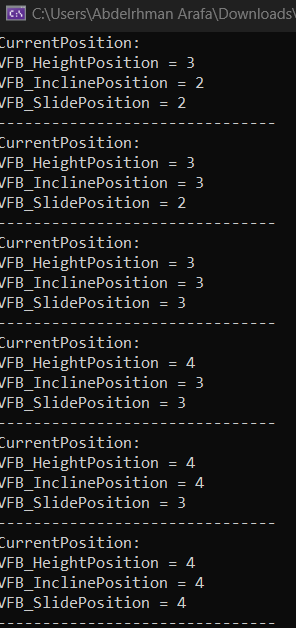 C:\Users\Abdelrhman Arafa\Downloads\
CurrentPosition:
VFB_HeightPosition = 3
VFB_InclinePosition = 2
VFB_SlidePosition = 2
-------------------------------
CurrentPosition:
VFB_HeightPosition = 3
VFB_InclinePosition = 3
VFB_SlidePosition = 2
-------------------------------
CurrentPosition:
VFB_HeightPosition = 3
VFB_InclinePosition = 3
VFB_SlidePosition = 3
-------------------------------
CurrentPosition:
VFB_HeightPosition = 4
VFB_InclinePosition = 3
VFB_SlidePosition = 3
-------------------------------
CurrentPosition:
VFB_HeightPosition = 4
VFB_InclinePosition = 4
VFB_SlidePosition = 3
-------------------------------
CurrentPosition:
VFB_HeightPosition = 4
VFB_InclinePosition = 4
VFB_SlidePosition = 4
-------------------------------